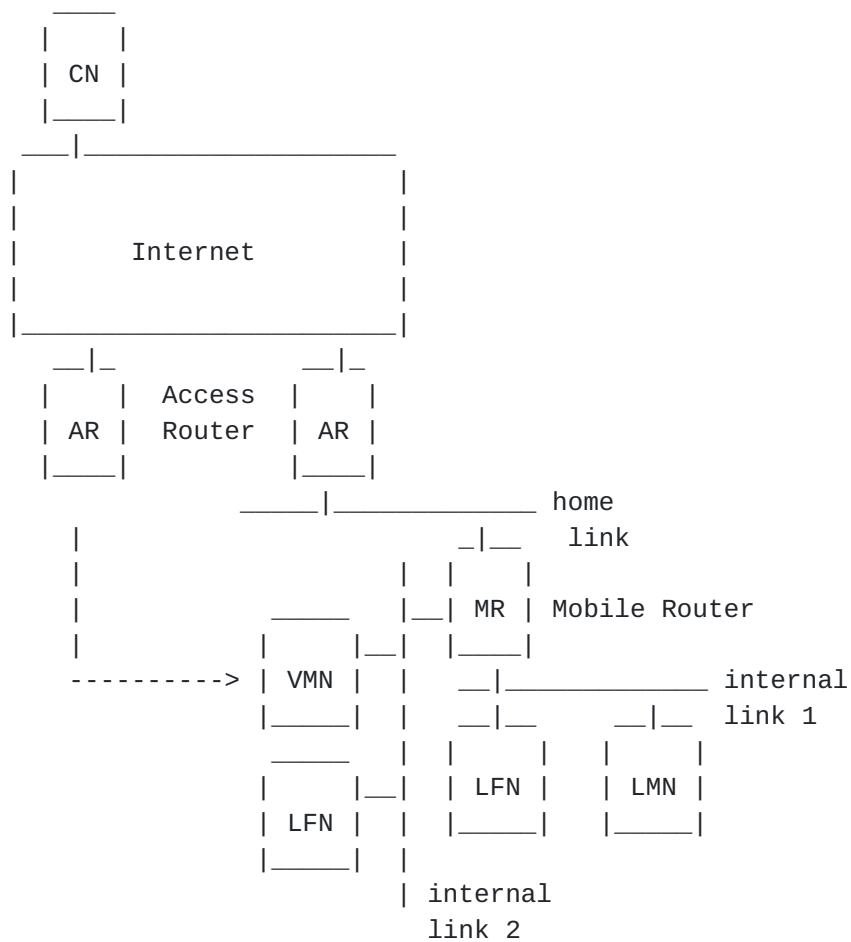 CN
Internet
Access
AR Router AR
home
link
MR Mobile Router
VMN internal
link 1
LFN LMN
LFN
internal
link 2